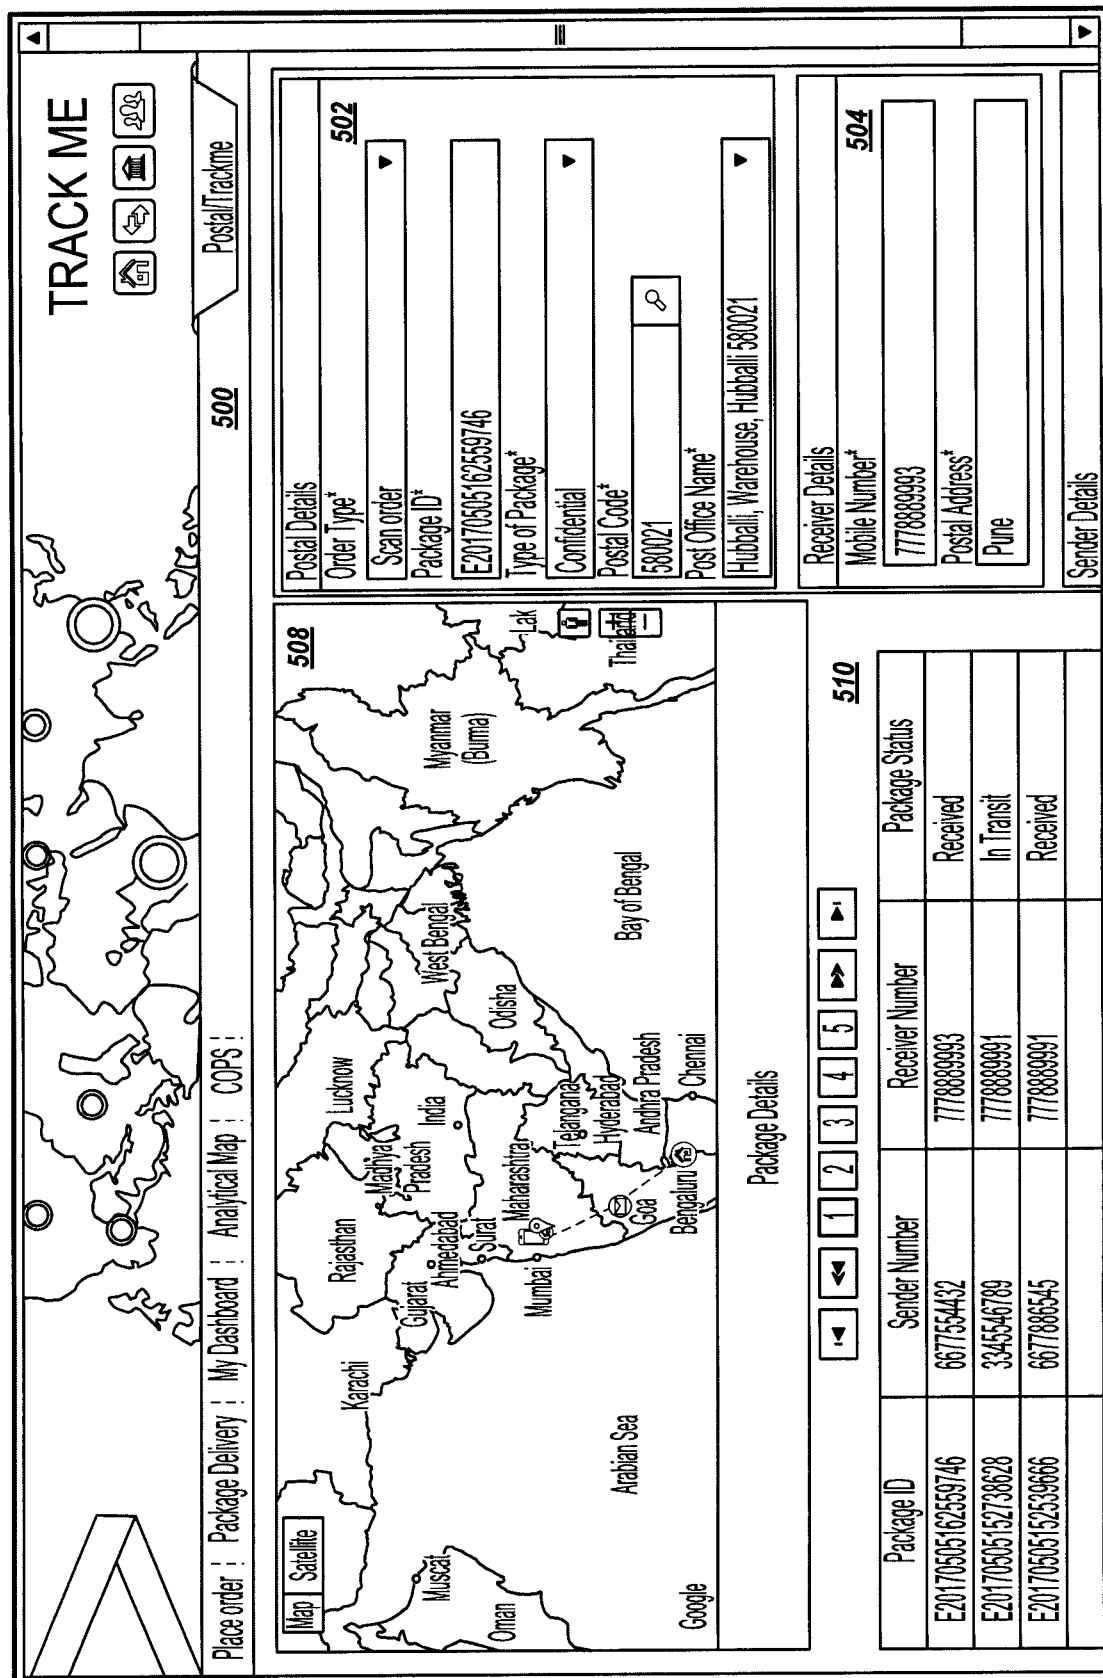 TRACK ME
Place order | Package Delivery | My Dashboard | Analytical Map | COPS |
Postal/Trackme
500
Map Satellite
508
Oman
Muscat
Karachi
Rajasthan
Lucknow
Gujarat
Ahmedabad
Madhya
Pradesh
India
Surat
West Bengal
Odisha
Myanmar
(Burma)
Mumbai
Maharashtrar
Telangana
Hyderabad
Lak
Thailand
Arabian Sea
Goa
Andhra Pradesh
Bay of Bengal
Bengaluru
Chennai
Google
Package Details
1 2 3 4 5
510
Package ID Sender Number Receiver Number Package Status
E20170505162559746 6677554432 7778889993 Received
E20170505152738628 3345546789 7778889991 In Transit
E20170505152539666 6677886545 7778889991 Received
Postal Details
502
Order Type*
Scan order
Package ID*
E20170505162559746
Type of Package*
Confidential
Postal Code*
580021
Post Office Name*
Hubballi, Warehouse, Hubballi 580021
Receiver Details
504
Mobile Number*
7778889993
Postal Address*
Pune
Sender Details